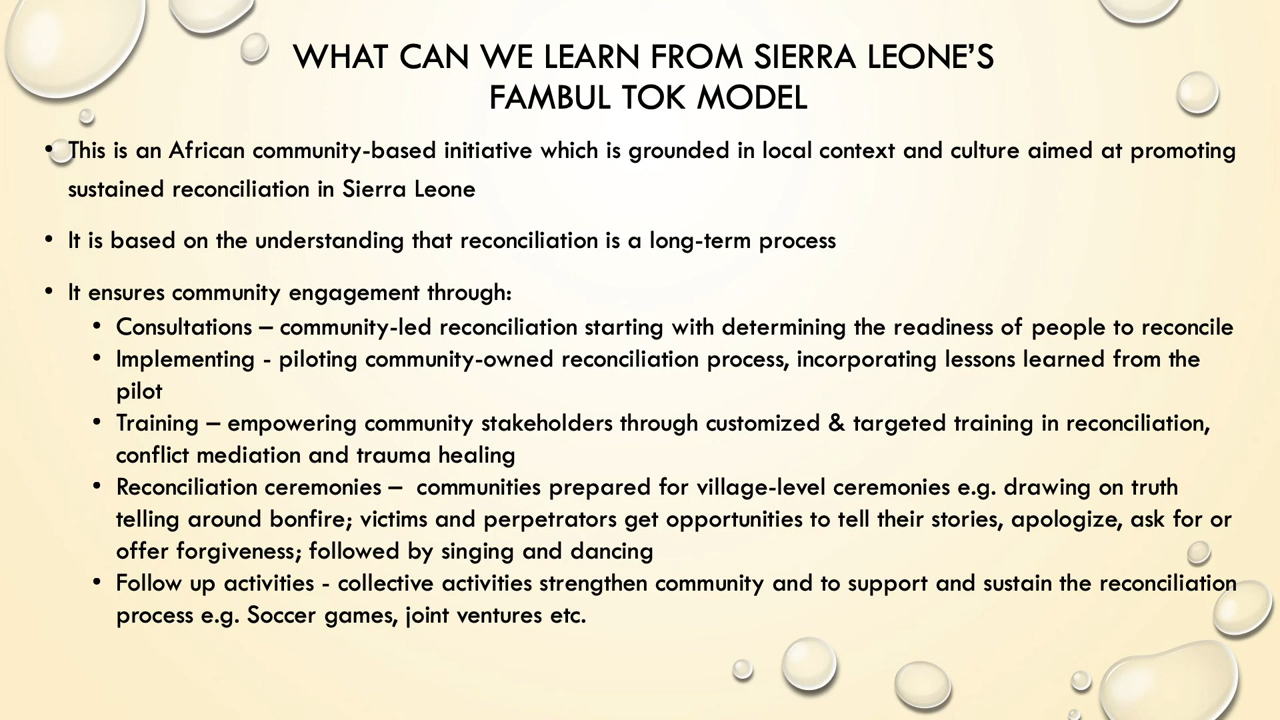 WHAT CAN WE LEARN FROM SIERRA LEONE’S
FAMBUL TOK MODEL
• This is an African community-based initiative which is grounded in local context and culture aimed at promoting
sustained reconciliation in Sierra Leone
• It is based on the understanding that reconciliation is a long-term process
• It ensures community engagement through:
• Consultations – community-led reconciliation starting with determining the readiness of people to reconcile
• Implementing - piloting community-owned reconciliation process, incorporating lessons learned from the
pilot
• Training – empowering community stakeholders through customized & targeted training in reconciliation,
conflict mediation and trauma healing
• Reconciliation ceremonies –  communities prepared for village-level ceremonies e.g. drawing on truth
telling around bonfire; victims and perpetrators get opportunities to tell their stories, apologize, ask for or
offer forgiveness; followed by singing and dancing
• Follow up activities - collective activities strengthen community and to support and sustain the reconciliation
process e.g. Soccer games, joint ventures etc.